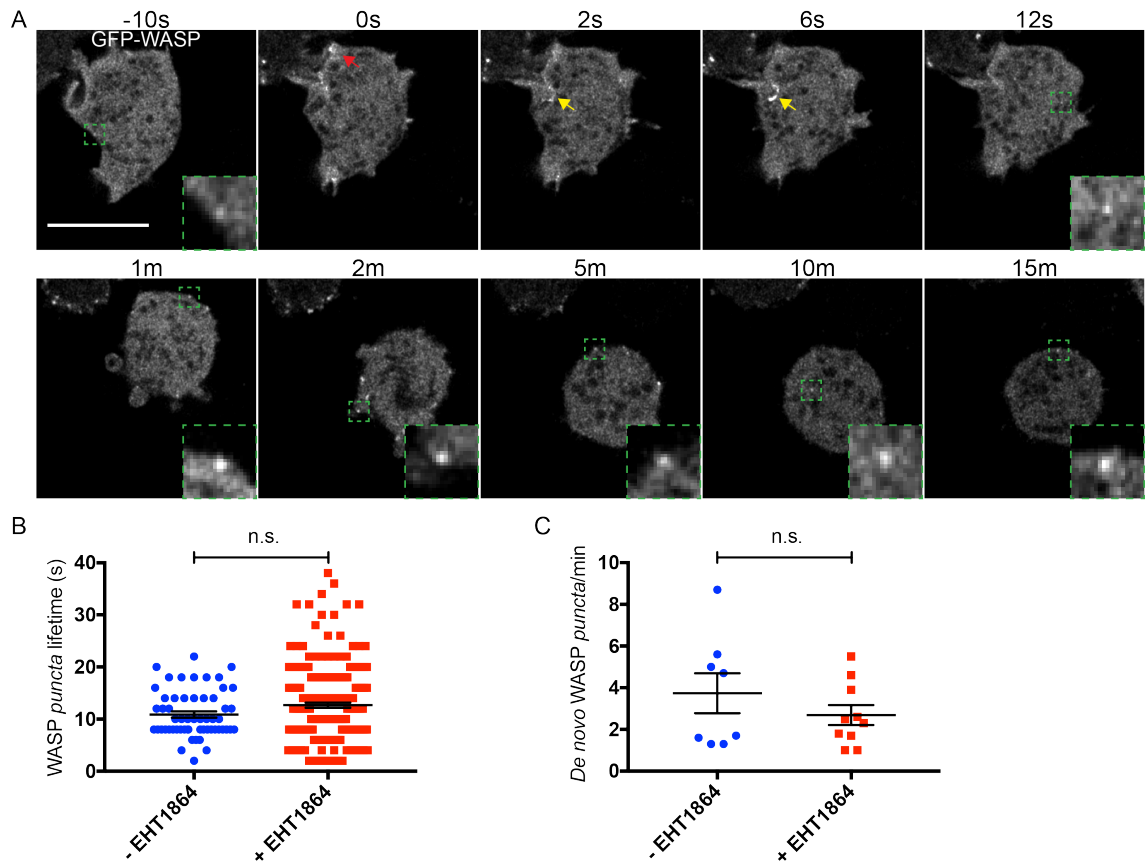 A
-10s 0s 2s 6s 12s
GFP-WASP
1m 2m 5m 10m 15m
B
n.s.
WASP puncta lifetime (s)
40
30
20
10
0
- EHT1864
+ EHT1864
C
n.s.
De novo WASP puncta/min
10
8
6
4
2
0
- EHT1864
+ EHT1864